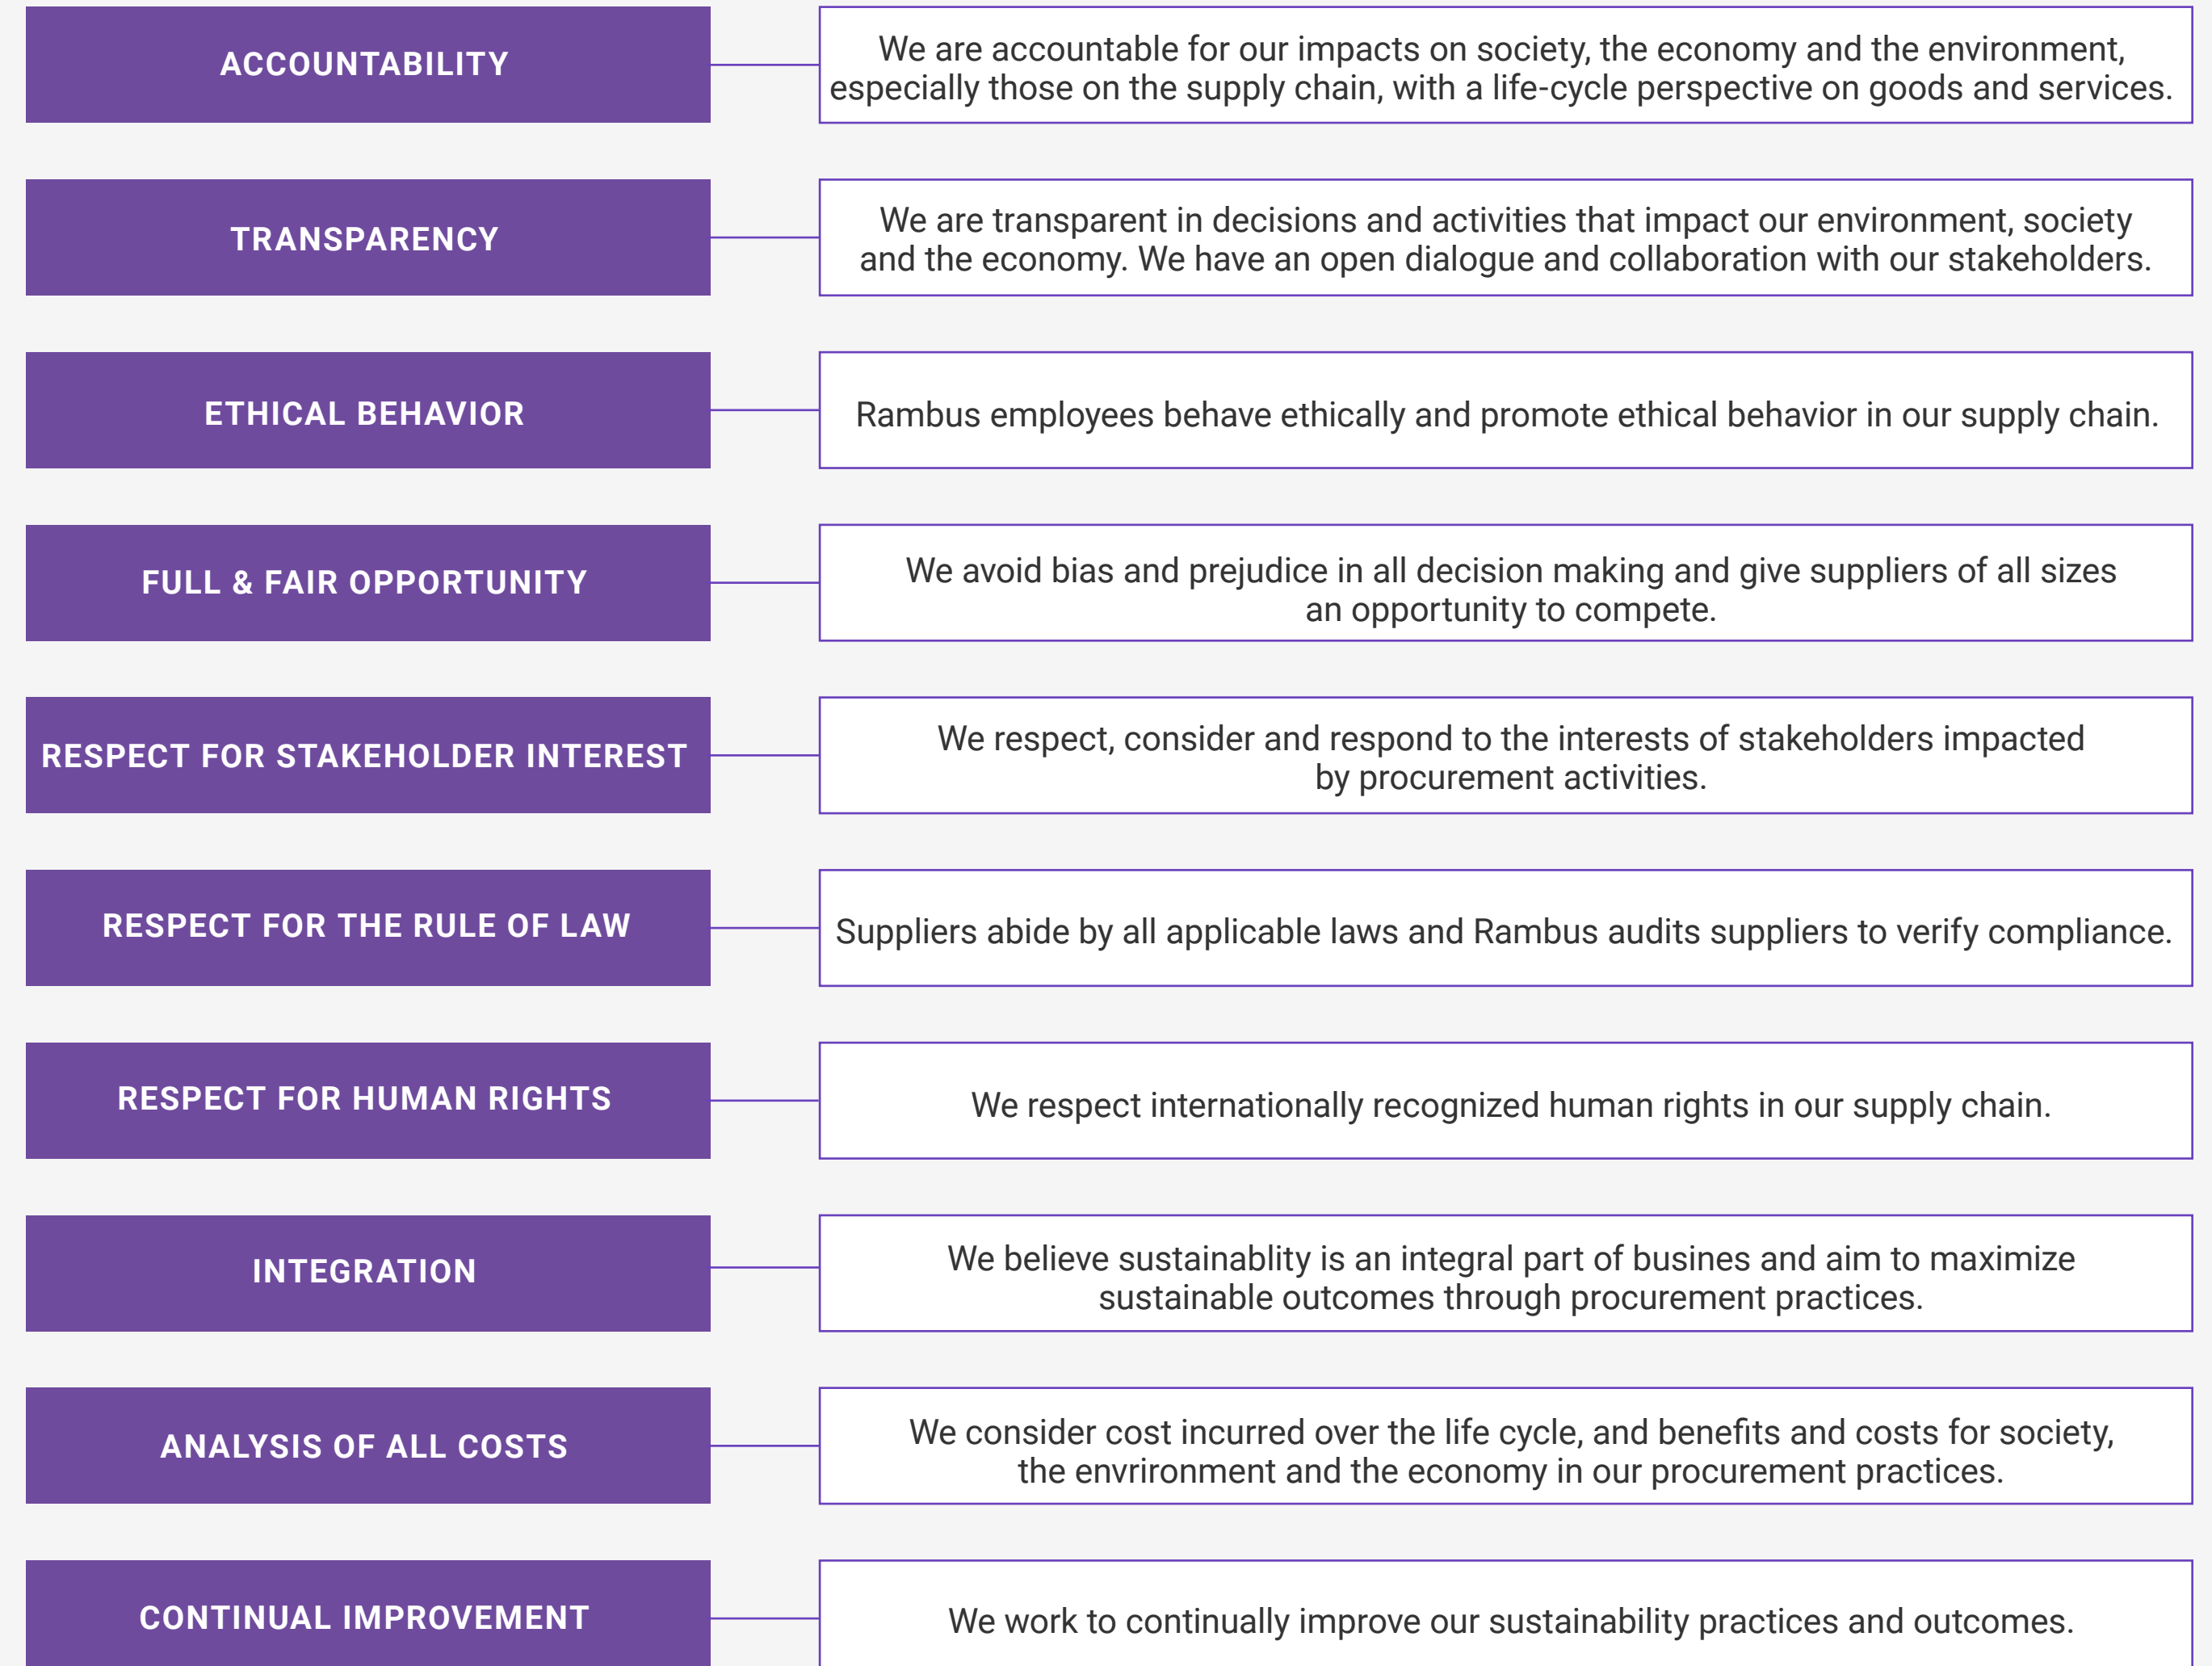 ACCOUNTABILITY
We are accountable for our impacts on society, the economy and the environment,
especially those on the supply chain, with a life-cycle perspective on goods and services.
TRANSPARENCY
We are transparent in decisions and activities that impact our environment, society
and the economy. We have an open dialogue and collaboration with our stakeholders.
ETHICAL BEHAVIOR
Rambus employees behave ethically and promote ethical behavior in our supply chain.
FULL & FAIR OPPORTUNITY
We avoid bias and prejudice in all decision making and give suppliers of all sizes
an opportunity to compete.
RESPECT FOR STAKEHOLDER INTEREST
We respect, consider and respond to the interests of stakeholders impacted
by procurement activities.
RESPECT FOR THE RULE OF LAW
Suppliers abide by all applicable laws and Rambus audits suppliers to verify compliance.
RESPECT FOR HUMAN RIGHTS
We respect internationally recognized human rights in our supply chain.
INTEGRATION
We believe sustainablity is an integral part of busines and aim to maximize
sustainable outcomes through procurement practices.
ANALYSIS OF ALL COSTS
We consider cost incurred over the life cycle, and benefits and costs for society,
the envrironment and the economy in our procurement practices.
CONTINUAL IMPROVEMENT
We work to continually improve our sustainability practices and outcomes.